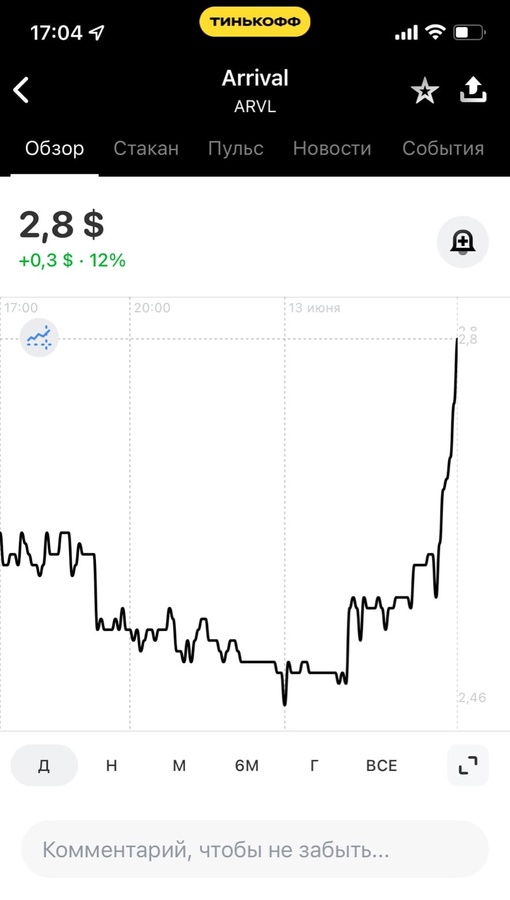 17:04
ТИНЬКОФФ
Arrival
ARVL
Обзор Стакан Пульс Новости События
2,8 $
+0,3 $ · 12%
17:00 20:00 13 июня
2,8
2,46
Д Н М 6М Г ВСЕ
Комментарий, чтобы не забыть...